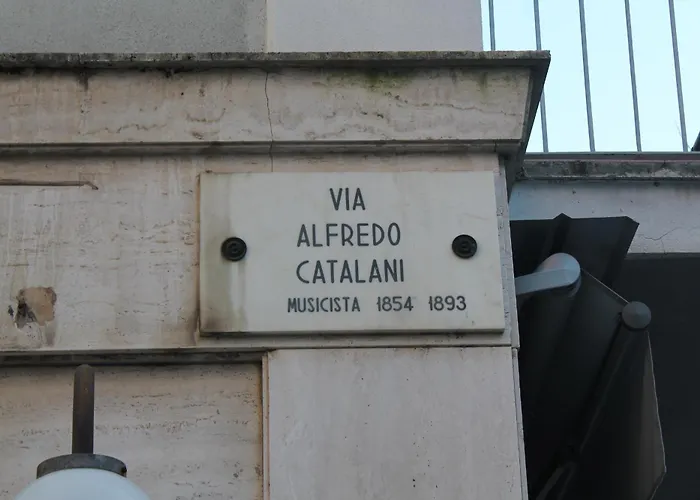 VIA
ALFREDO
CATALANI
MUSICISTA 1854 1893